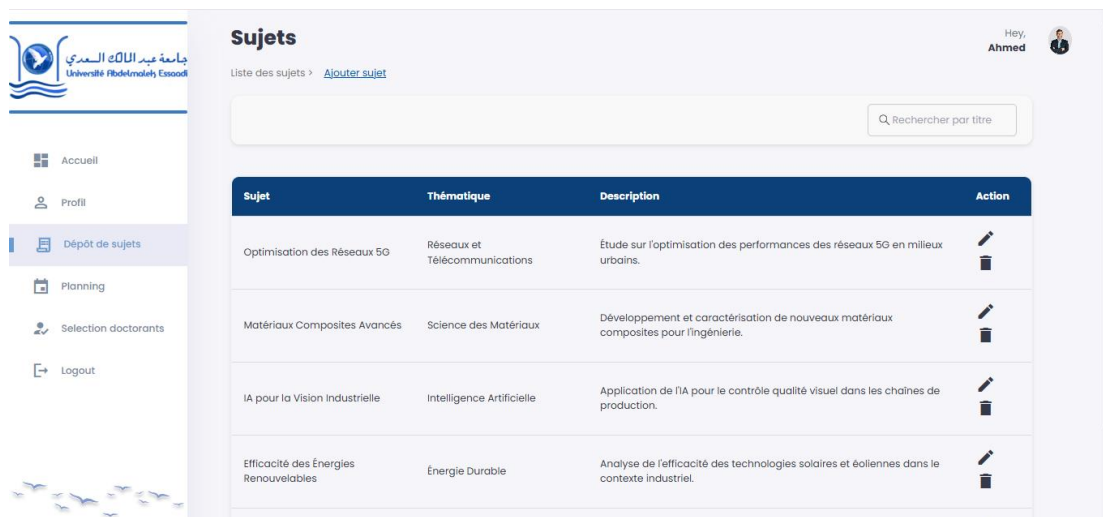 جامعة عبد المالك السعدي
Université Abdelmalek Essaadi
Accueil
Profil
Dépôt de sujets
Planning
Selection doctorants
Logout
Sujets
Hey,
Ahmed
Liste des sujets > Ajouter sujet
Rechercher par titre
Sujet Thématique Description Action
Optimisation des Réseaux 5G
Réseaux et
Télécommunications
Étude sur l'optimisation des performances des réseaux 5G en milieux
urbains.
Matériaux Composites Avancés
Science des Matériaux
Développement et caractérisation de nouveaux matériaux
composites pour l'ingénierie.
IA pour la Vision Industrielle
Intelligence Artificielle
Application de l'IA pour le contrôle qualité visuel dans les chaînes de
production.
Efficacité des Énergies
Renouvelables
Énergie Durable
Analyse de l'efficacité des technologies solaires et éoliennes dans le
contexte industriel.